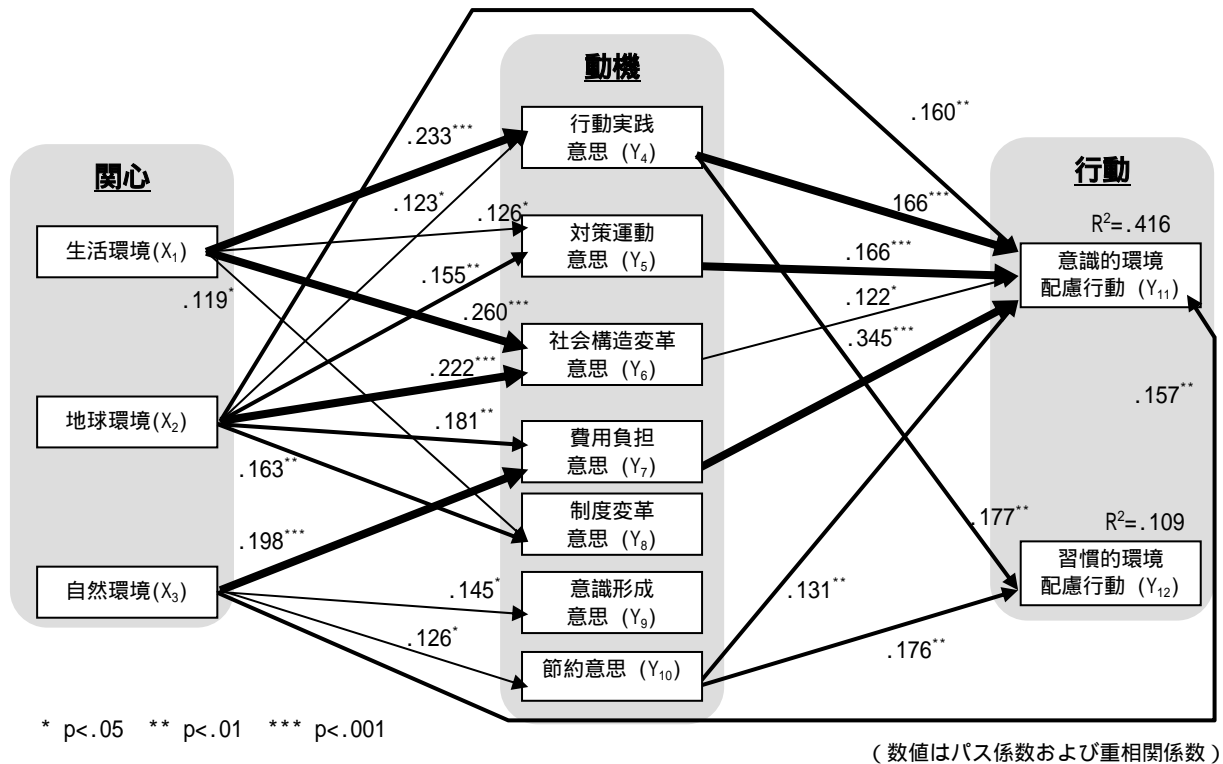 関心
生活環境(X₁)
地球環境(X₂)
自然環境(X₃)
.233***
.123*
.126*
.155**
.119*
.260***
.222***
.181**
.163**
.198***
.145*
.126*
動機
行動実践
意思 (Y₄)
対策運動
意思 (Y₅)
社会構造変革
意思 (Y₆)
費用負担
意思 (Y₇)
制度変革
意思 (Y₈)
意識形成
意思 (Y₉)
節約意思 (Y₁₀)
.160**
166***
.166***
.122*
.345***
.157**
.177**
.131**
.176**
行動
R²=.416
意識的環境
配慮行動 (Y₁₁)
R²=.109
習慣的環境
配慮行動 (Y₁₂)
* p<.05 ** p<.01 *** p<.001
(数値はパス係数および重相関係数)